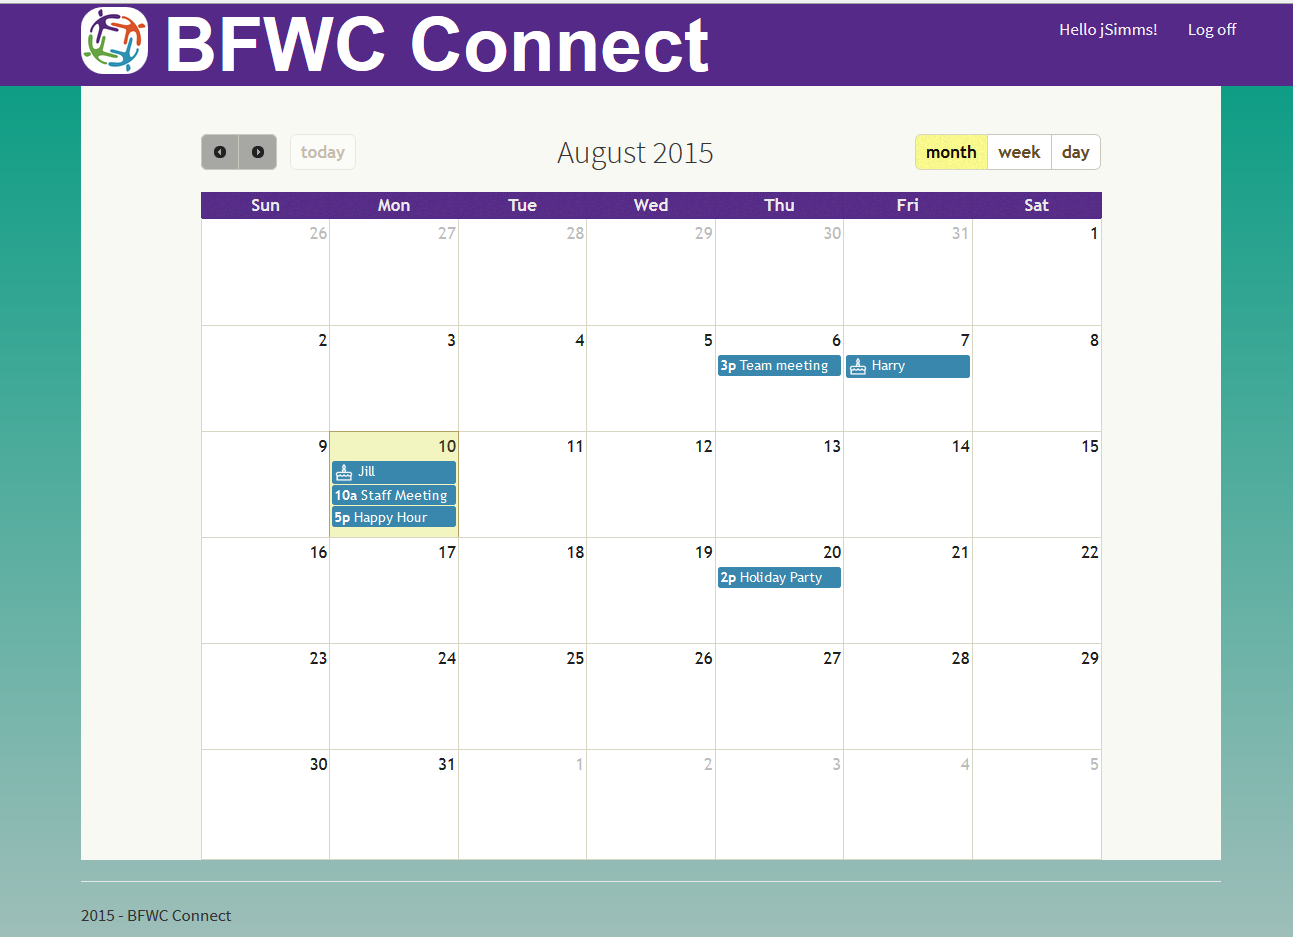 BFWC Connect
Hello jSimms! Log off
today August 2015 month week day
Sun Mon Tue Wed Thu Fri Sat
26 27 28 29 30 31 1
2 3 4 5 6 7 8
3p Team meeting Harry
9 10 11 12 13 14 15
Jill
10a Staff Meeting
5p Happy Hour
16 17 18 19 20 21 22
2p Holiday Party
23 24 25 26 27 28 29
30 31 1 2 3 4 5
2015 - BFWC Connect